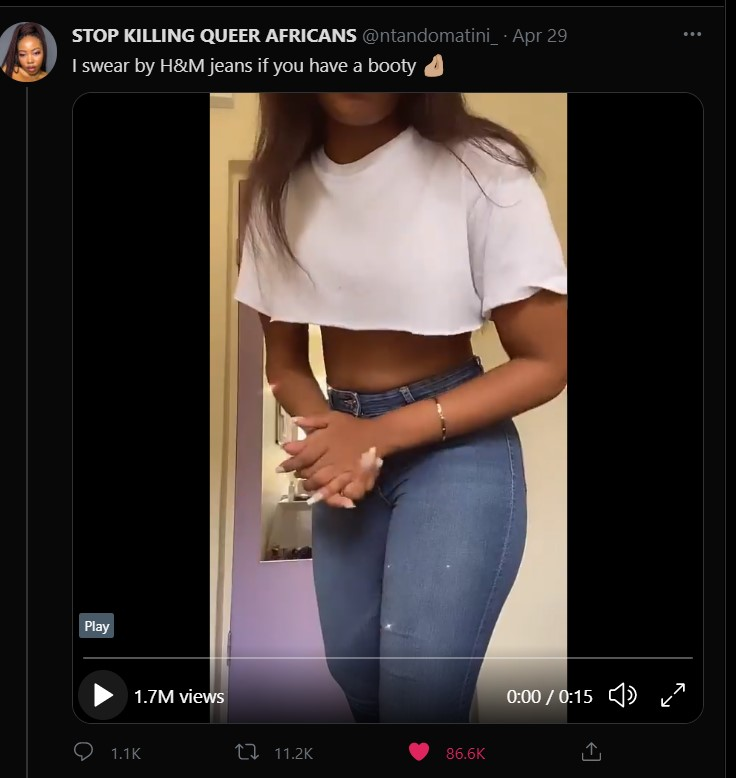 STOP KILLING QUEER AFRICANS @ntandomatini_ · Apr 29
I swear by H&M jeans if you have a booty
Play
1.7M views
0:00 / 0:15
1.1K
11.2K
86.6K